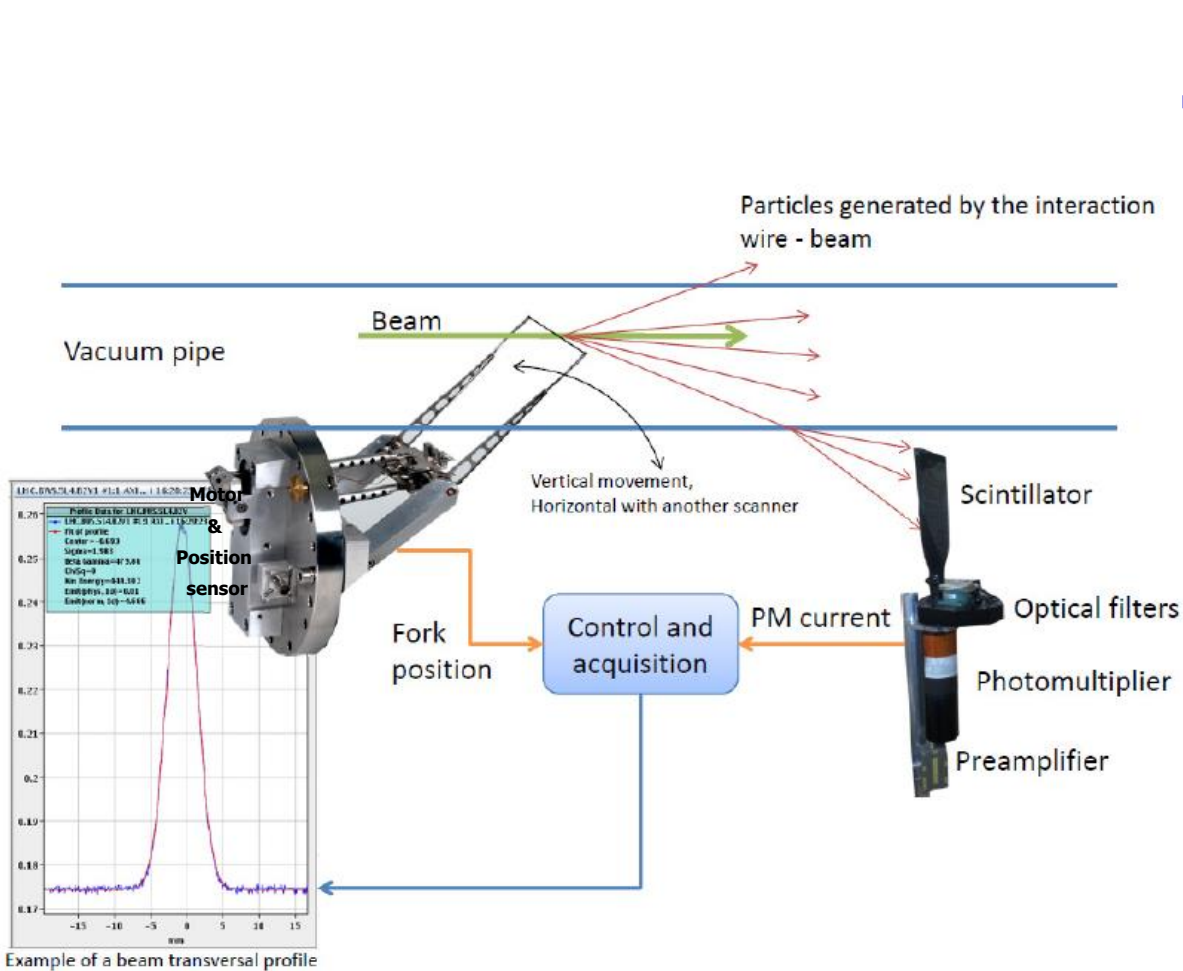 Particles generated by the interaction
wire - beam
Beam
Vacuum pipe
Vertical movement,
Horizontal with another scanner
Scintillator
Motor
&
Position
sensor
Optical filters
PM current
Control and
acquisition
Fork
position
Photomultiplier
Preamplifier
Fit of profile
0.26
0.25
0.24
0.23
0.22
0.21
0.2
0.19
0.18
0.17
-15 -10 -5 0 5 10 15
mm
Example of a beam transversal profile